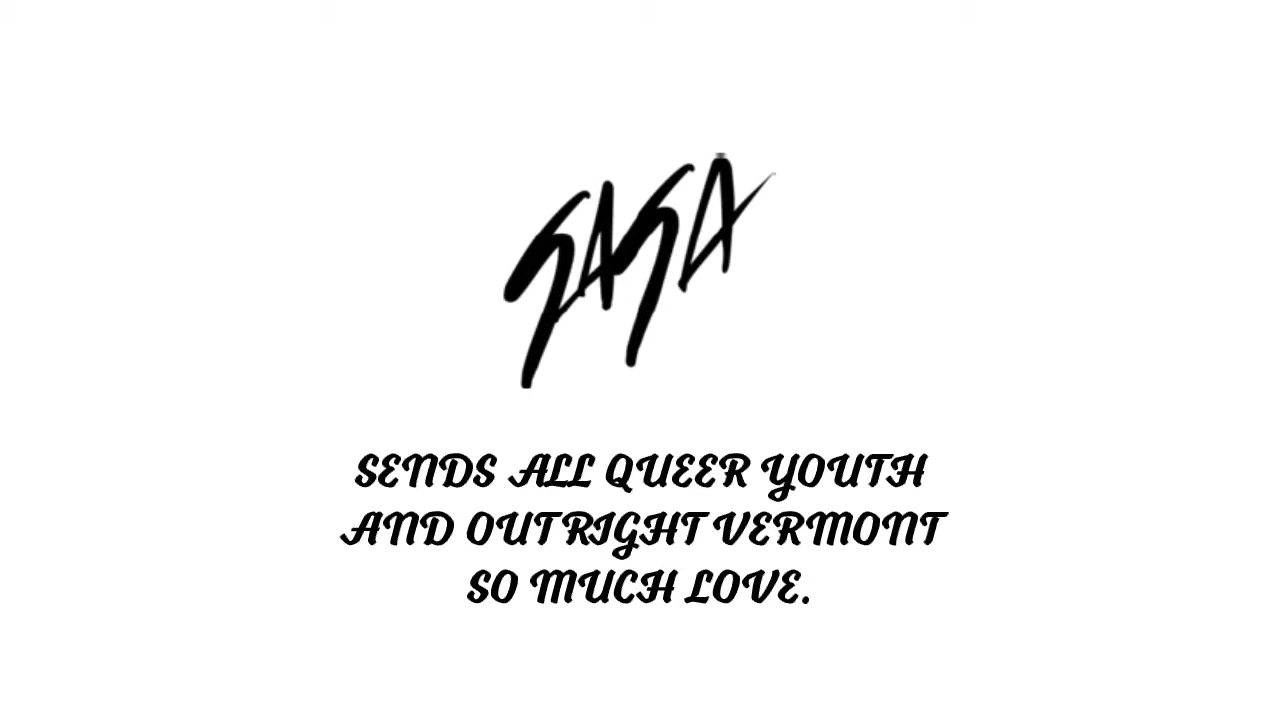 GAGA
SENDS ALL QUEER YOUTH
AND OUTRIGHT VERMONT
SO MUCH LOVE.